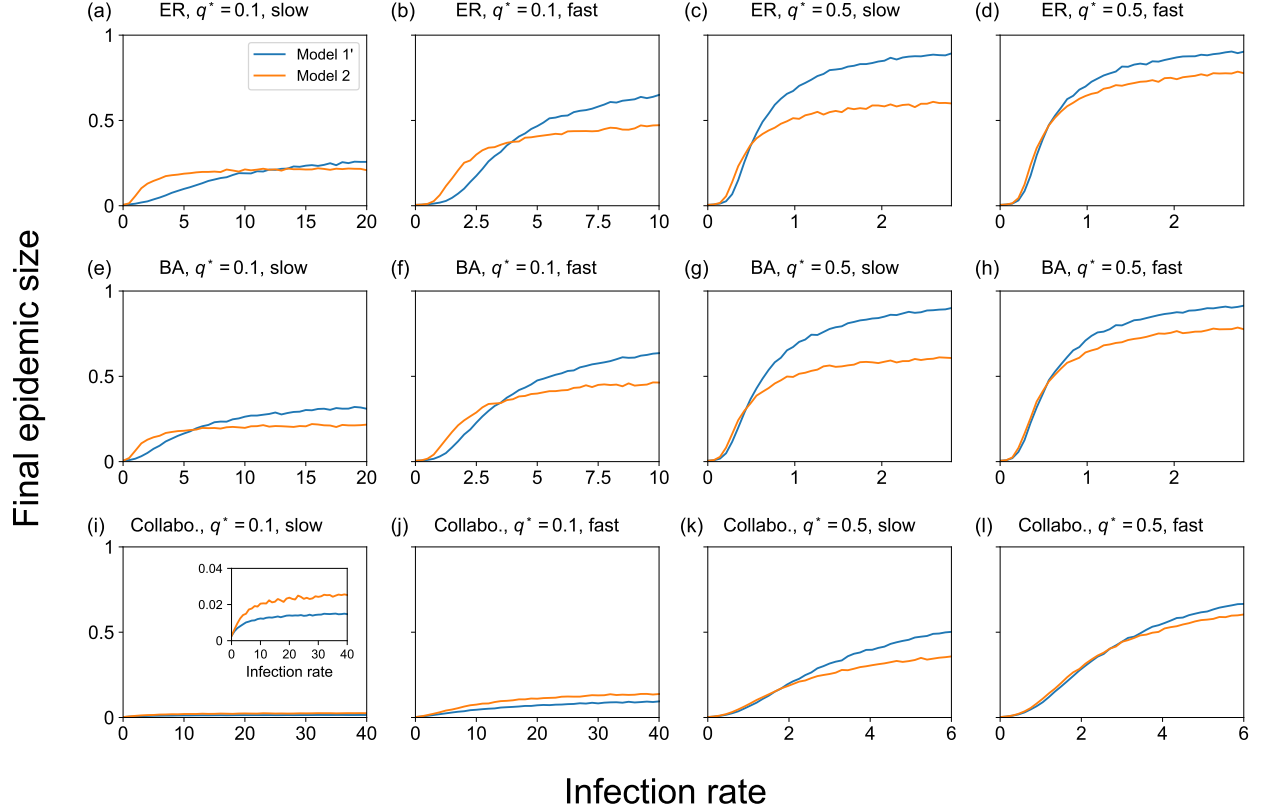 (a) ER, q* = 0.1, slow
(b) ER, q* = 0.1, fast
(c) ER, q* = 0.5, slow
(d) ER, q* = 0.5, fast
Model 1'
Model 2
1
0.5
0
0 5 10 15 20
0 2.5 5 7.5 10
0 1 2
0 1 2
(e) BA, q* = 0.1, slow
(f) BA, q* = 0.1, fast
(g) BA, q* = 0.5, slow
(h) BA, q* = 0.5, fast
1
0.5
0
0 5 10 15 20
0 2.5 5 7.5 10
0 1 2
0 1 2
(i) Collabo., q* = 0.1, slow
(j) Collabo., q* = 0.1, fast
(k) Collabo., q* = 0.5, slow
(l) Collabo., q* = 0.5, fast
1
0.5
0
0.04
0.02
0
0 10 20 30 40
Infection rate
0 10 20 30 40
0 10 20 30 40
0 2 4 6
0 2 4 6
Final epidemic size
Infection rate